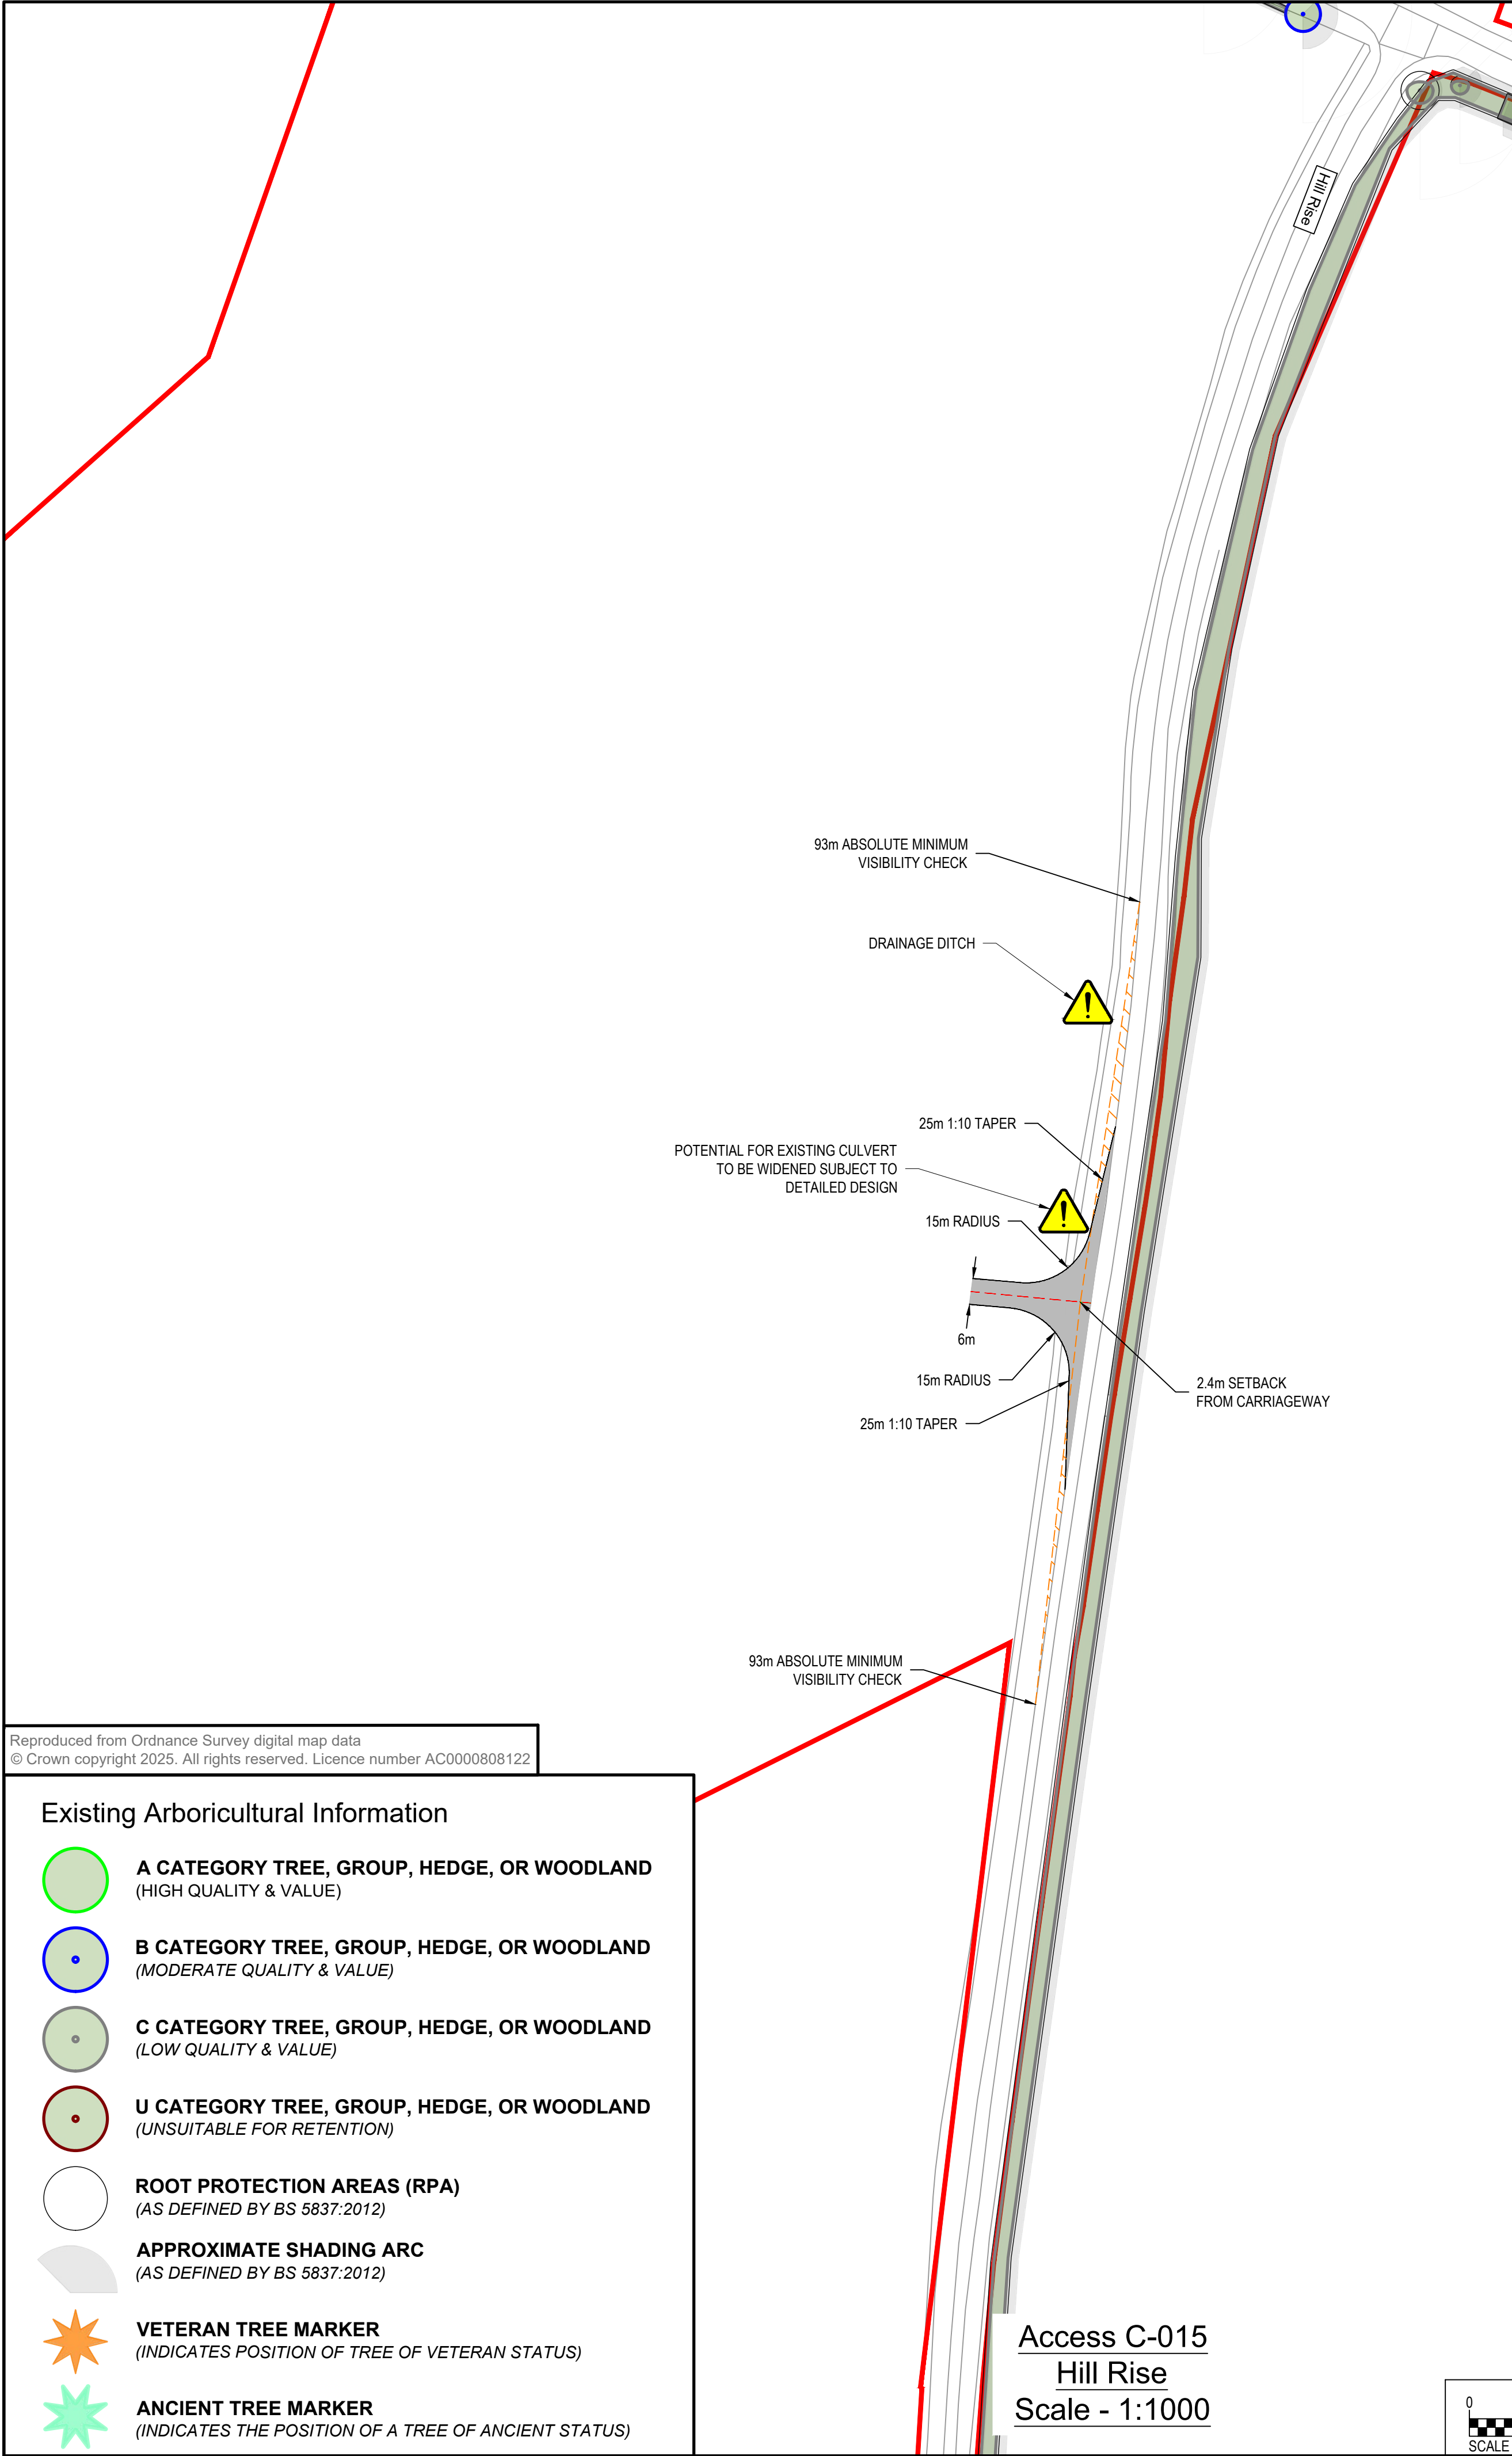 Hill Rise
93m ABSOLUTE MINIMUM
VISIBILITY CHECK
DRAINAGE DITCH
25m 1:10 TAPER
POTENTIAL FOR EXISTING CULVERT
TO BE WIDENED SUBJECT TO
DETAILED DESIGN
15m RADIUS
6m
15m RADIUS
2.4m SETBACK
FROM CARRIAGEWAY
25m 1:10 TAPER
93m ABSOLUTE MINIMUM
VISIBILITY CHECK
Reproduced from Ordnance Survey digital map data
© Crown copyright 2025. All rights reserved. Licence number AC0000808122
Existing Arboricultural Information
A CATEGORY TREE, GROUP, HEDGE, OR WOODLAND
(HIGH QUALITY & VALUE)
B CATEGORY TREE, GROUP, HEDGE, OR WOODLAND
(MODERATE QUALITY & VALUE)
C CATEGORY TREE, GROUP, HEDGE, OR WOODLAND
(LOW QUALITY & VALUE)
U CATEGORY TREE, GROUP, HEDGE, OR WOODLAND
(UNSUITABLE FOR RETENTION)
ROOT PROTECTION AREAS (RPA)
(AS DEFINED BY BS 5837:2012)
APPROXIMATE SHADING ARC
(AS DEFINED BY BS 5837:2012)
VETERAN TREE MARKER
(INDICATES POSITION OF TREE OF VETERAN STATUS)
ANCIENT TREE MARKER
(INDICATES THE POSITION OF A TREE OF ANCIENT STATUS)
Access C-015
Hill Rise
Scale - 1:1000
0
SCALE